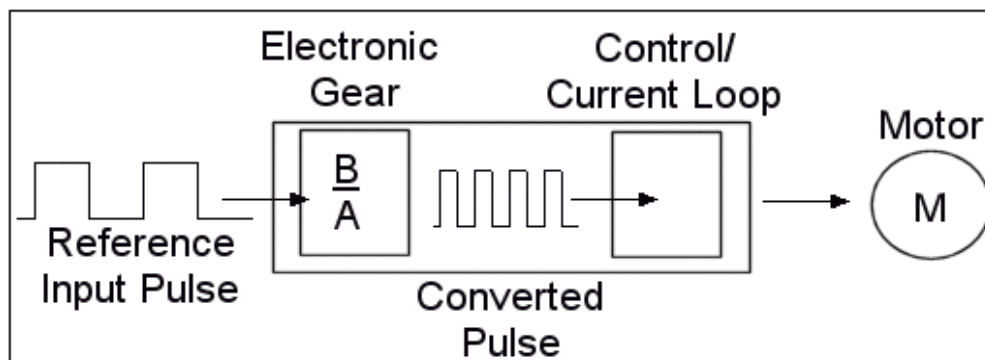 Electronic
Gear
Control/
Current Loop
Motor
B
A
M
Reference
Input Pulse
Converted
Pulse